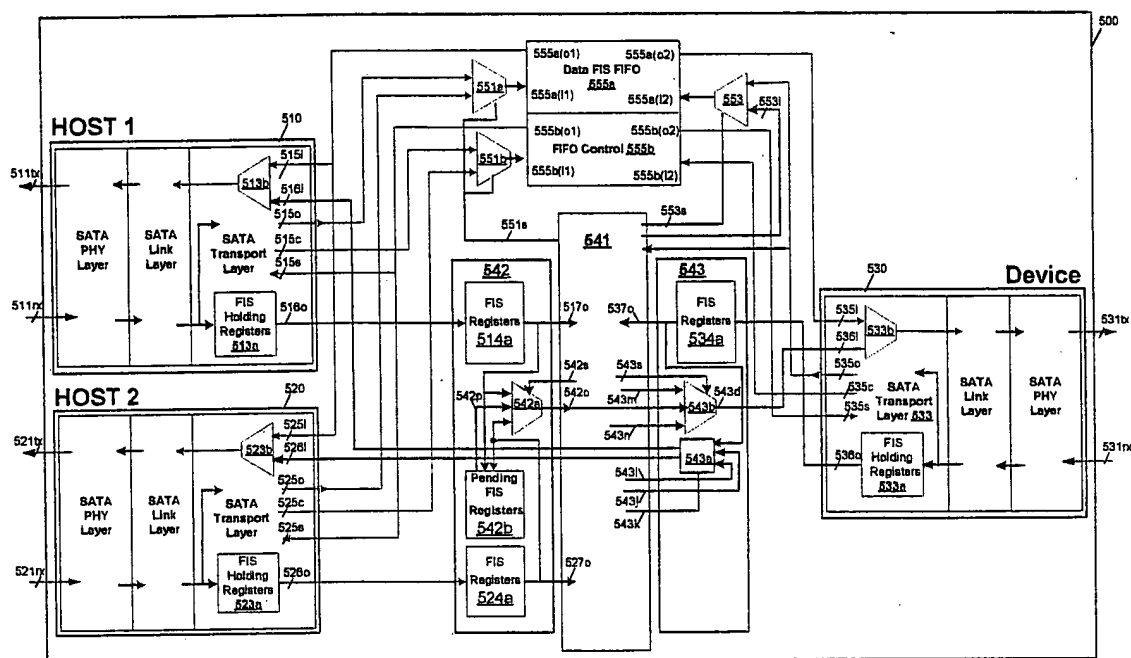 500
HOST 1
510
511tx
511rx
SATA
PHY
Layer
SATA
Link
Layer
513b
515i
516i
515o
515c
515s
SATA
Transport
Layer
FIS
Holding
Registers
513a
516o
HOST 2
520
521tx
521rx
SATA
PHY
Layer
SATA
Link
Layer
523b
525i
526i
525o
525c
525s
SATA
Transport
Layer
FIS
Holding
Registers
523a
526o
551a
551b
551s
555a(o1)
555a(o2)
Data FIS FIFO
555a
555a(I1)
555a(I2)
555b(o1)
555b(o2)
FIFO Control 555b
555b(I1)
555b(I2)
553
553i
553s
541
542
FIS
Registers
514a
517o
542s
542a
542o
542p
Pending
FIS
Registers
542b
FIS
Registers
524a
527o
543
537o
FIS
Registers
534a
543s
543m
543n
543b
543d
543a
543i
543j
543k
Device
530
535i
536i
533b
535o
535c
535s
SATA
Transport
Layer 533
FIS
Holding
Registers
533a
536o
SATA
Link
Layer
SATA
PHY
Layer
531tx
531rx